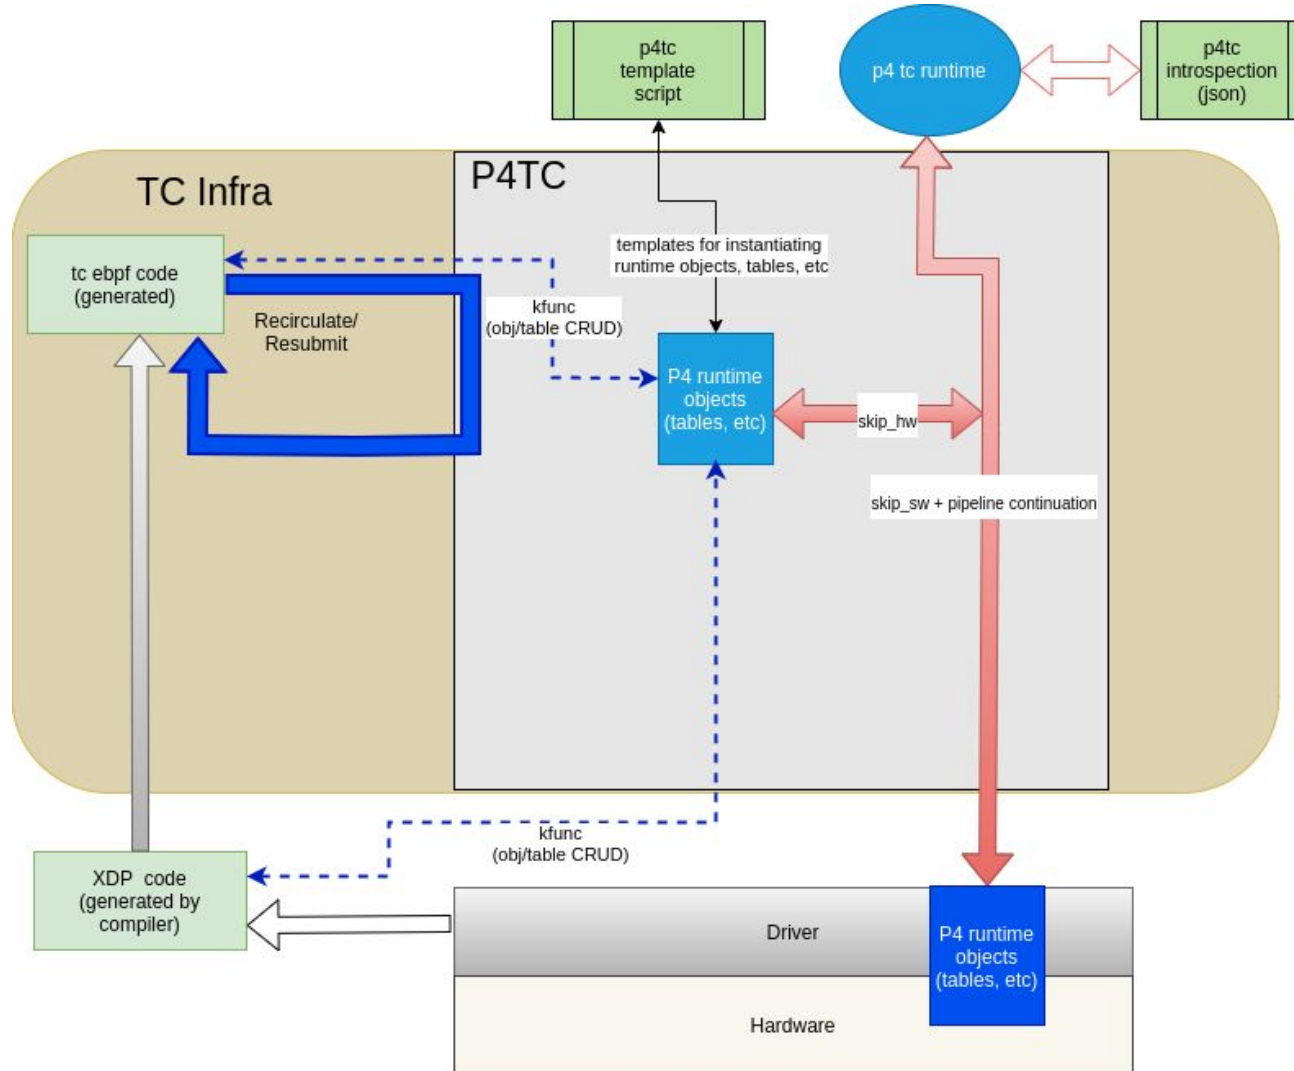 p4tc
template
script
p4 tc runtime
p4tc
introspection
(json)
TC Infra
P4TC
tc ebpf code
(generated)
Recirculate/
Resubmit
templates for instantiating
runtime objects, tables, etc
kfunc
(obj/table CRUD)
P4 runtime
objects
(tables, etc)
skip_hw
skip_sw + pipeline continuation
kfunc
(obj/table CRUD)
XDP code
(generated by
compiler)
Driver
P4 runtime
objects
(tables, etc)
Hardware